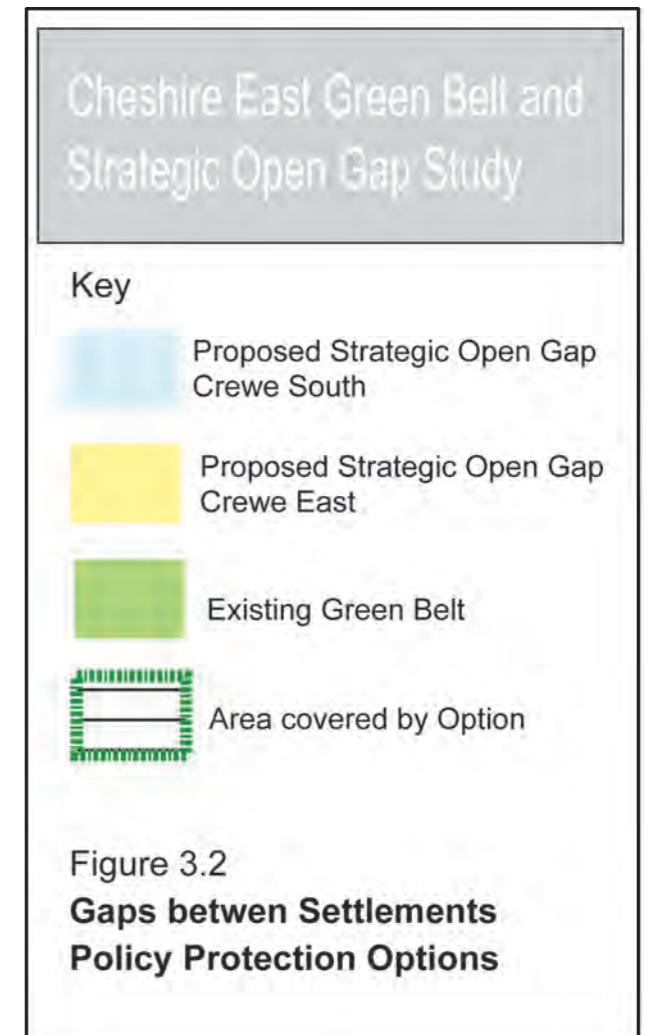 Cheshire East Green Belt and
Strategic Open Gap Study
Key
Proposed Strategic Open Gap
Crewe South
Proposed Strategic Open Gap
Crewe East
Existing Green Belt
Area covered by Option
Figure 3.2
Gaps betwen Settlements
Policy Protection Options